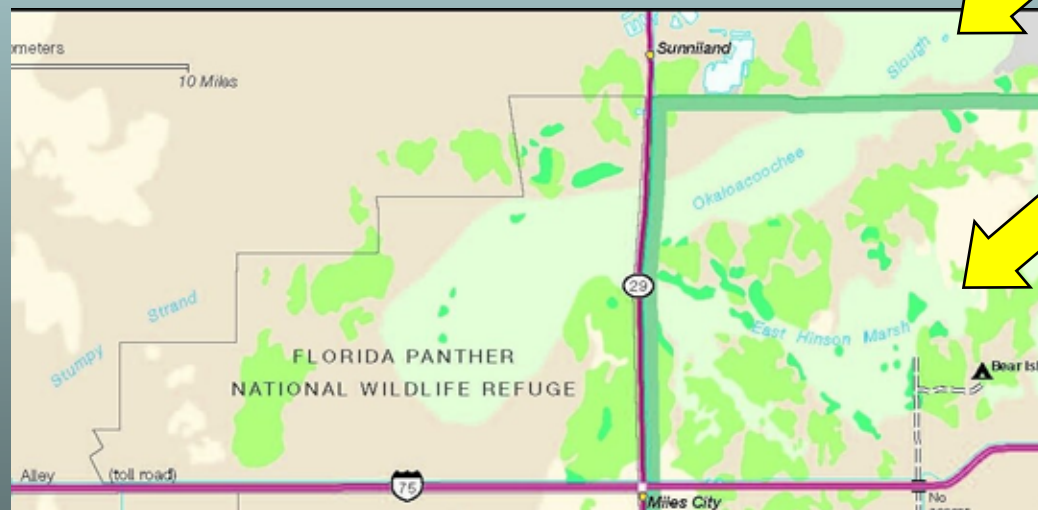 ometers
10 Miles
Sunniland
Slough
Okaloacoochee
29
East Hinson Marsh
Stumpy Strand
FLORIDA PANTHER
NATIONAL WILDLIFE REFUGE
Bear Isl
Alley (toll road)
75
Miles City
No
access